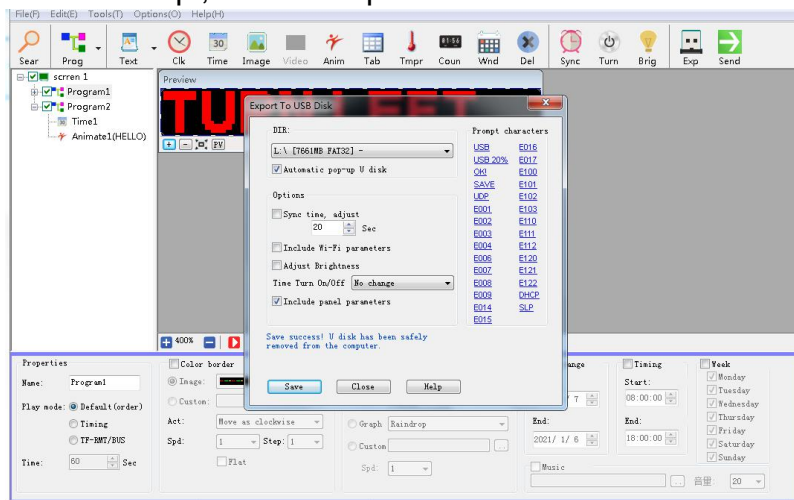 File(F) Edit(E) Tools(T) Options(O) Help(H)
Sear Prog Text Clk Time Image Video Anim Tab Tmpr Coun Wnd Del Sync Turn Brig Exp Send
scrren 1
Program1
Program2
Time1
Animate1(HELLO)
Preview
Export To USB Disk
DIR:
L:\ [7661MB FAT32] -
Automatic pop-up U disk
Options
Sync time, adjust
20 Sec
Include Wi-Fi parameters
Adjust Brightness
Time Turn On/Off No change
Include panel parameters
Save success! U disk has been safely
removed from the computer.
Save Close Help
Prompt characters
USB E016
USB 20% E017
OK! E100
SAVE E101
UDP E102
E001 E103
E002 E110
E003 E111
E004 E112
E006 E120
E007 E121
E008 E122
E009 DHCP
E014 SLP
E015
400%
Properties
Name: Program1
Play mode: Default(order)
Timing
TF-RMT/BUS
Time: 60 Sec
Color border
Image:
Custom:
Act: Move as clockwise
Spd: 1 Step: 1
Flat
Graph Raindrop
Custom
Spd: 1
End:
2021/ 1/ 6
Timing
Start:
08:00:00
End:
18:00:00
Week
Monday
Tuesday
Wednesday
Thursday
Friday
Saturday
Sunday
Music
音量: 20